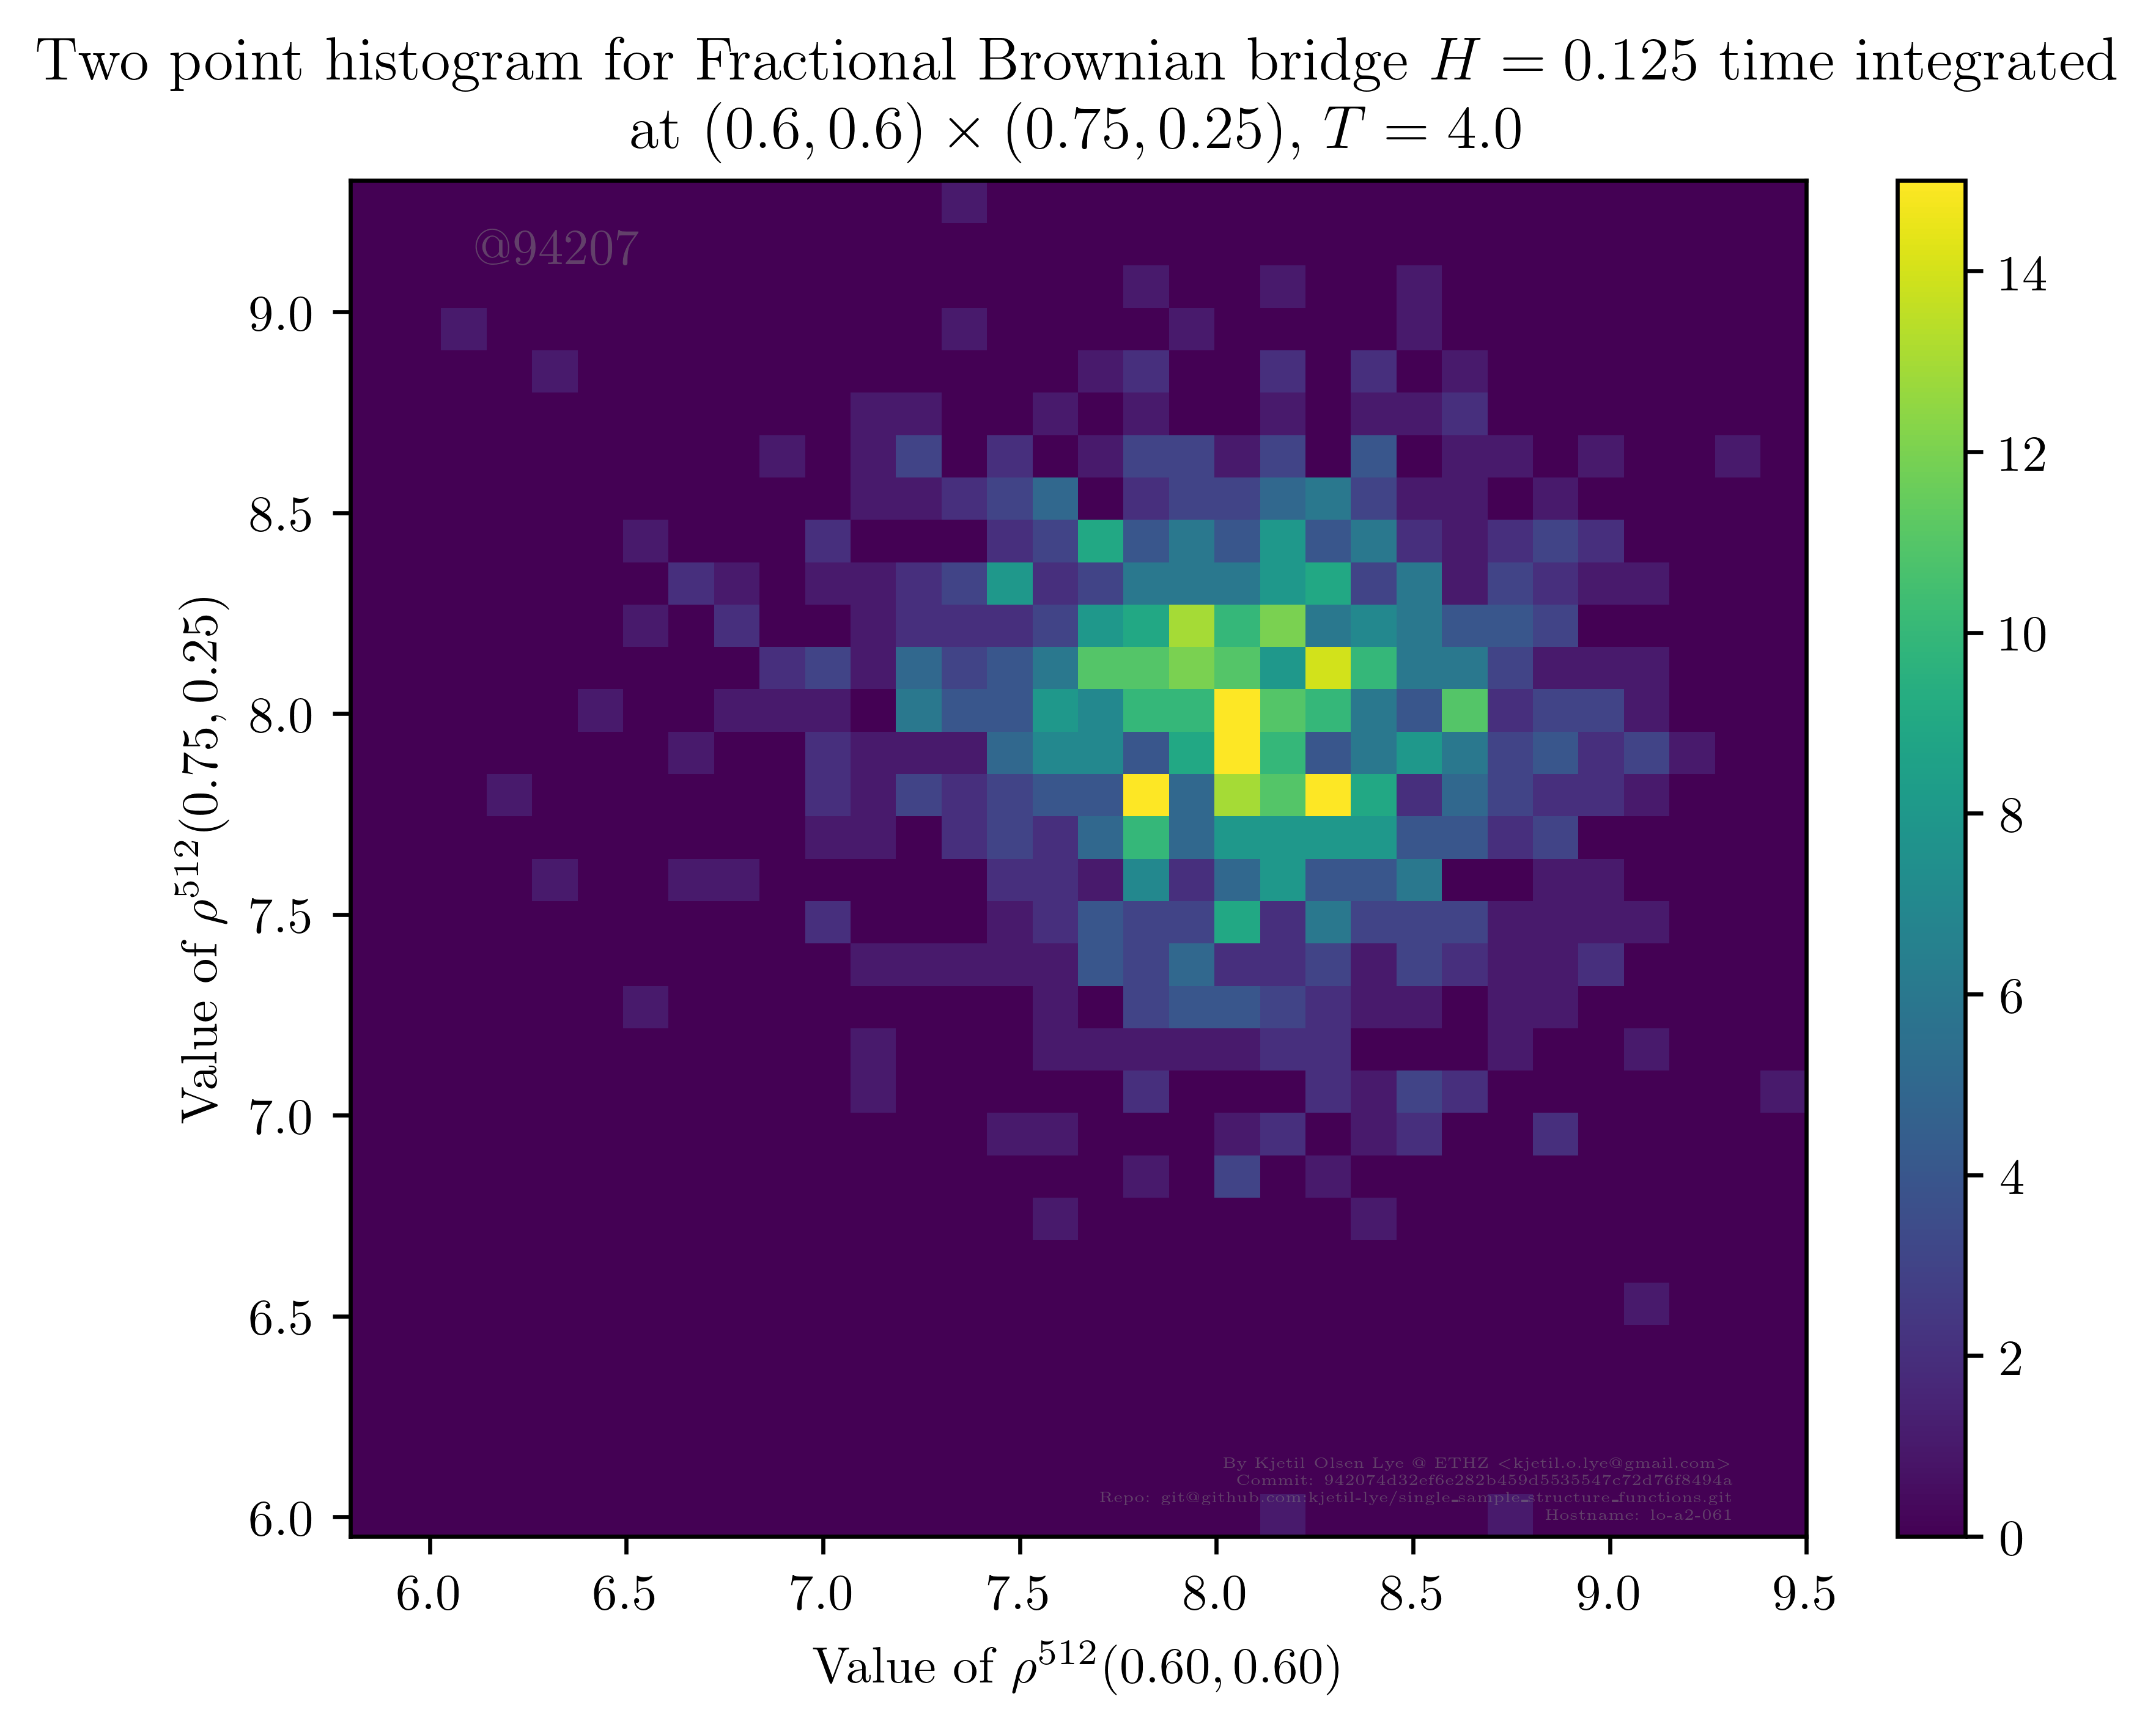 Two point histogram for Fractional Brownian bridge H = 0.125 time integrated
at (0.6, 0.6) × (0.75, 0.25), T = 4.0
@94207
Value of ρ^512(0.75, 0.25)
9.0
8.5
8.0
7.5
7.0
6.5
6.0
6.0 6.5 7.0 7.5 8.0 8.5 9.0 9.5
Value of ρ^512(0.60, 0.60)
14
12
10
8
6
4
2
0
By Kjetil Olsen Lye @ ETHZ <kjetil.o.lye@gmail.com>
Commit: 942074d32ef6e282b459d5535547c72d76f8494a
Repo: git@github.com:kjetil-lye/single_sample_structure_functions.git
Hostname: lo-a2-061